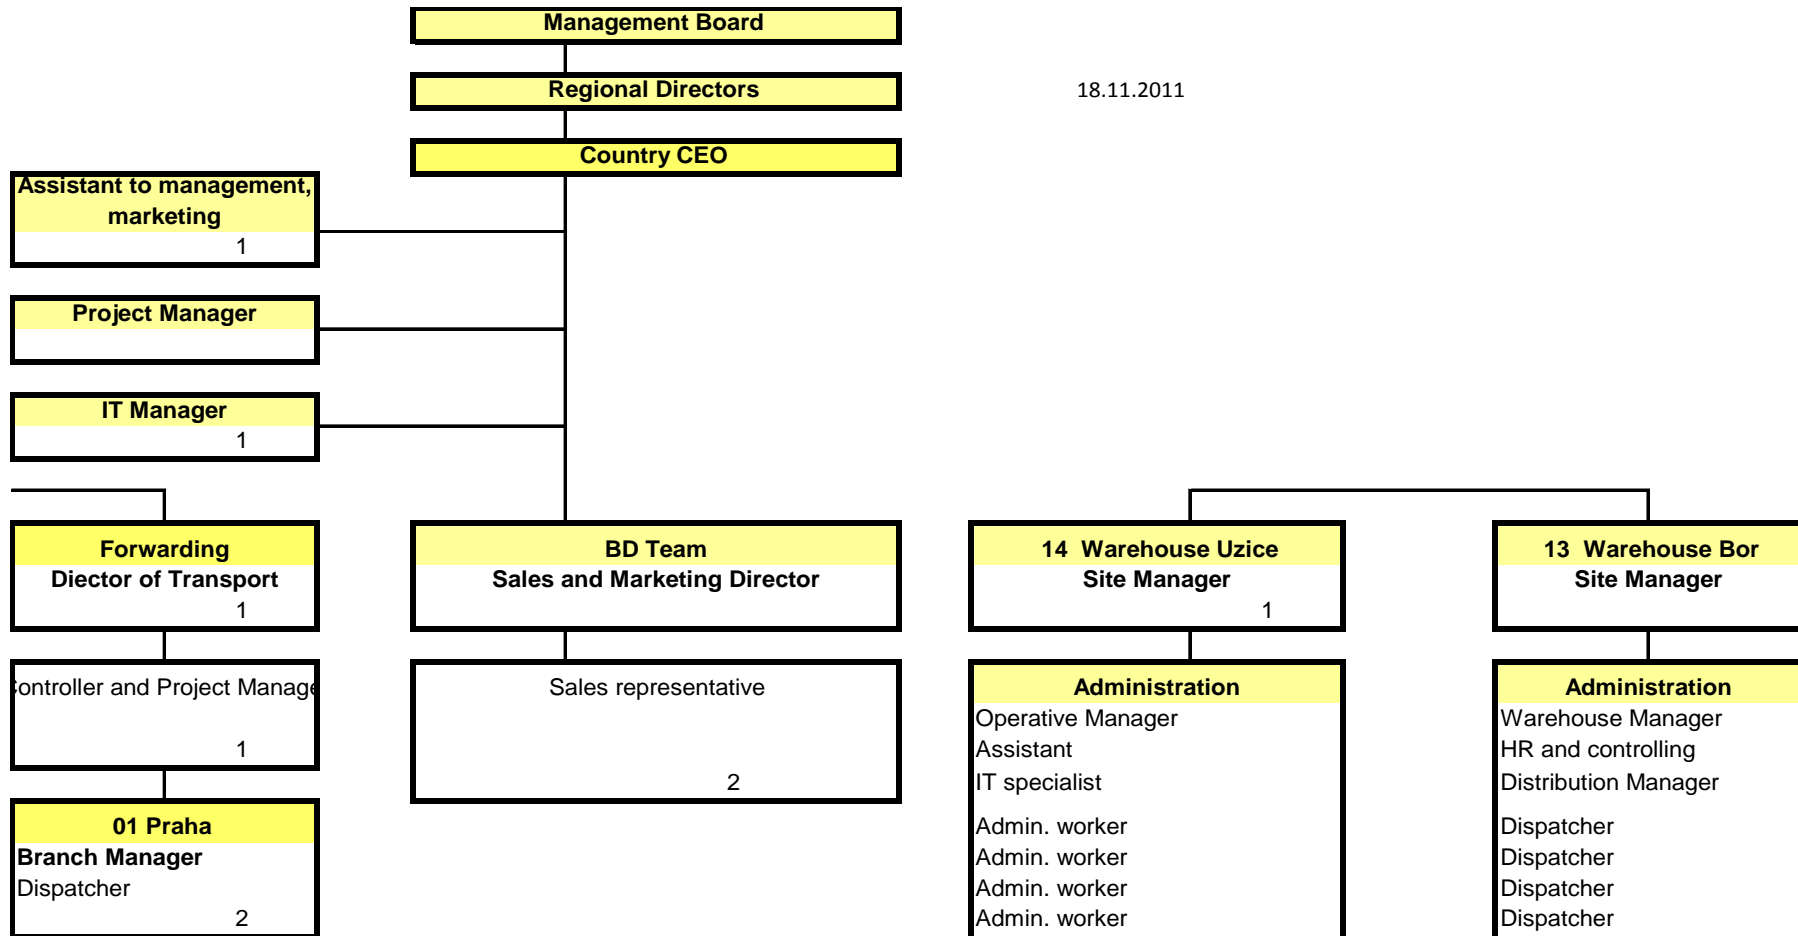 Management Board
Regional Directors
18.11.2011
Country CEO
Assistant to management,
marketing
1
Project Manager
IT Manager
1
Forwarding
Diector of Transport
1
BD Team
Sales and Marketing Director
14 Warehouse Uzice
Site Manager
1
13 Warehouse Bor
Site Manager
ontroller and Project Manage
1
Sales representative
2
01 Praha
Branch Manager
Dispatcher
2
Administration
Operative Manager
Assistant
IT specialist
Admin. worker
Admin. worker
Admin. worker
Admin. worker
Administration
Warehouse Manager
HR and controlling
Distribution Manager
Dispatcher
Dispatcher
Dispatcher
Dispatcher